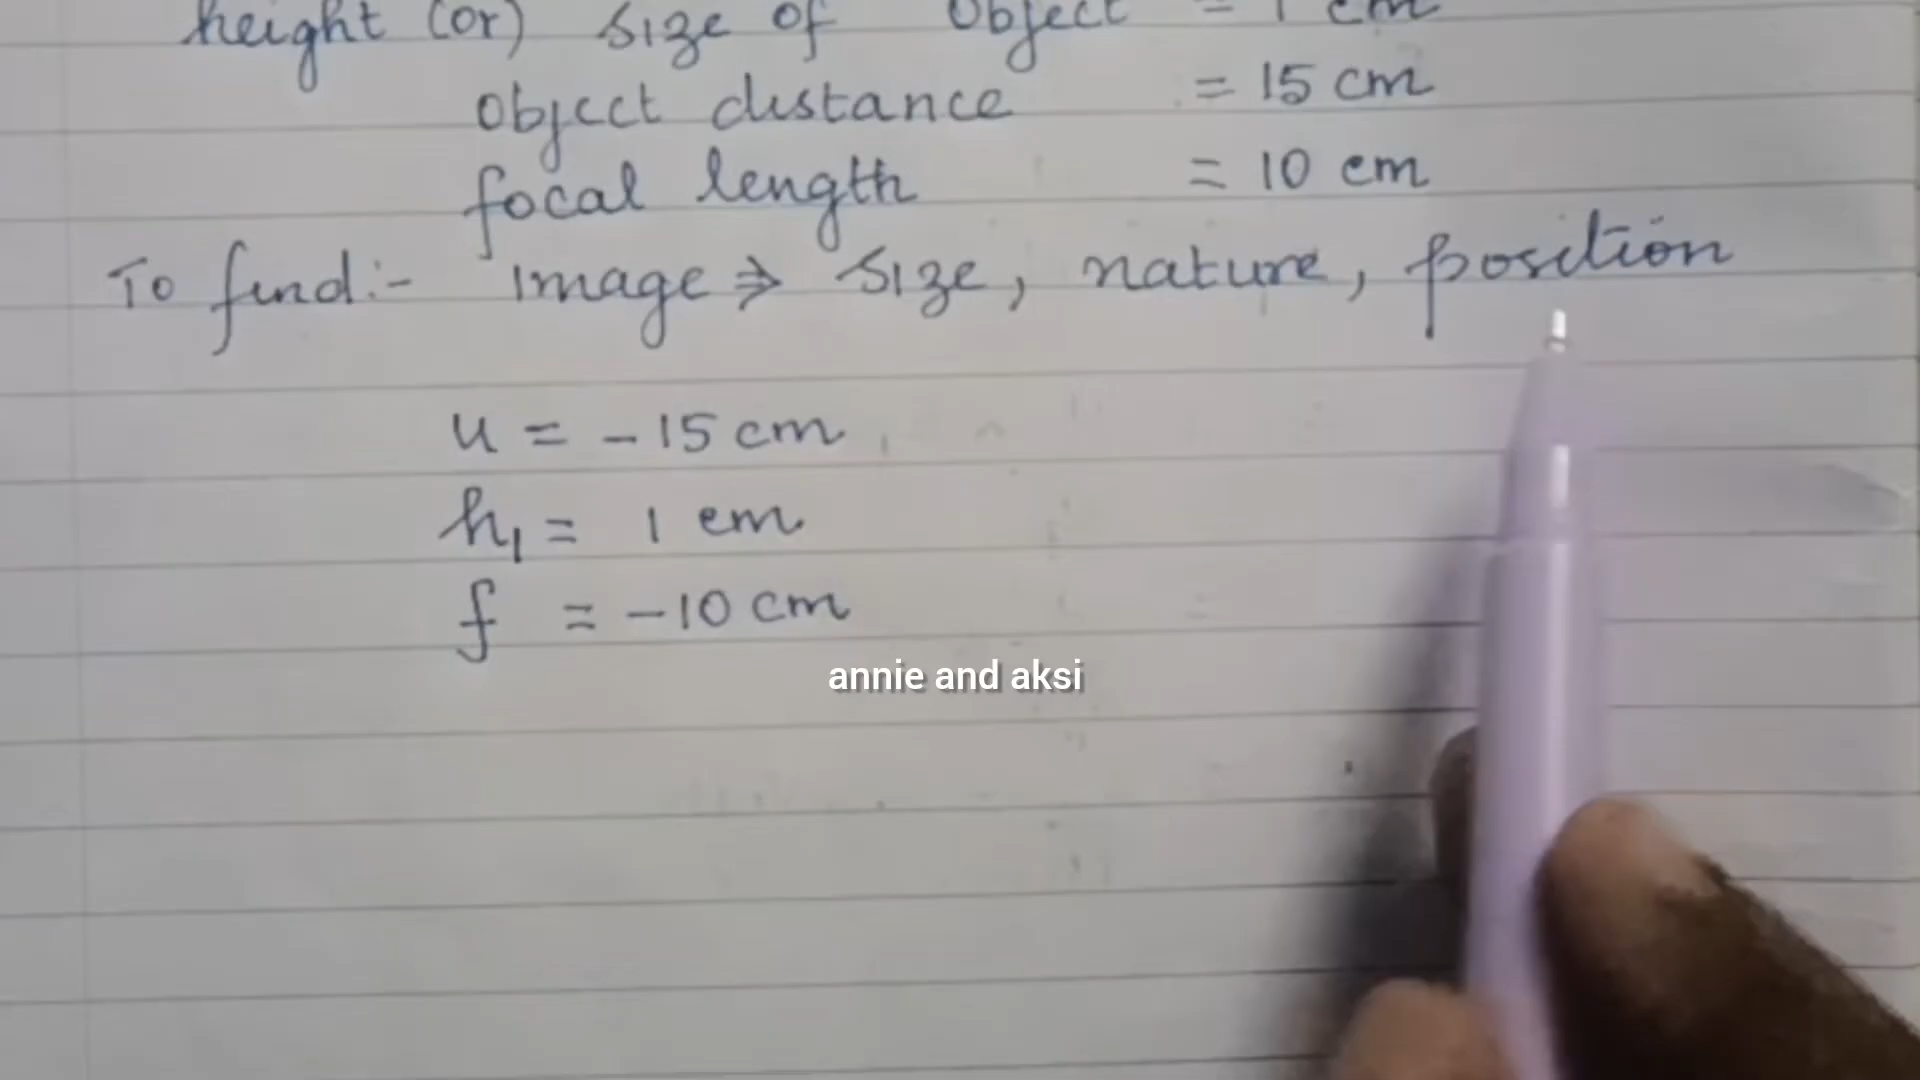 height (or) size of object = 1 cm
object distance = 15 cm
focal length = 10 cm
To find:- image ⇒ size, nature, position
u = -15 cm
h₁ = 1 cm
f = -10 cm
annie and aksi